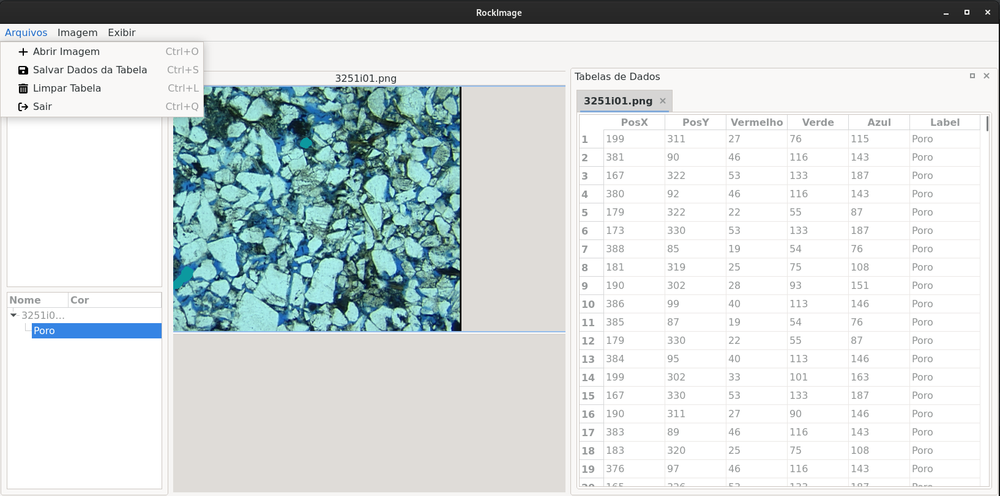 RockImage
Arquivos Imagem Exibir
Abrir Imagem Ctrl+O
Salvar Dados da Tabela Ctrl+S
Limpar Tabela Ctrl+L
Sair Ctrl+Q
3251i01.png
Nome Cor
3251i0...
Poro
Tabelas de Dados
3251i01.png
PosX PosY Vermelho Verde Azul Label
1 199 311 27 76 115 Poro
2 381 90 46 116 143 Poro
3 167 322 53 133 187 Poro
4 380 92 46 116 143 Poro
5 179 322 22 55 87 Poro
6 173 330 53 133 187 Poro
7 388 85 19 54 76 Poro
8 181 319 25 75 108 Poro
9 190 302 28 93 151 Poro
10 386 99 40 113 146 Poro
11 385 87 19 54 76 Poro
12 179 330 22 55 87 Poro
13 384 95 40 113 146 Poro
14 199 302 33 101 163 Poro
15 167 330 53 133 187 Poro
16 190 311 27 90 146 Poro
17 383 89 46 116 143 Poro
18 183 320 25 75 108 Poro
19 376 97 46 116 143 Poro